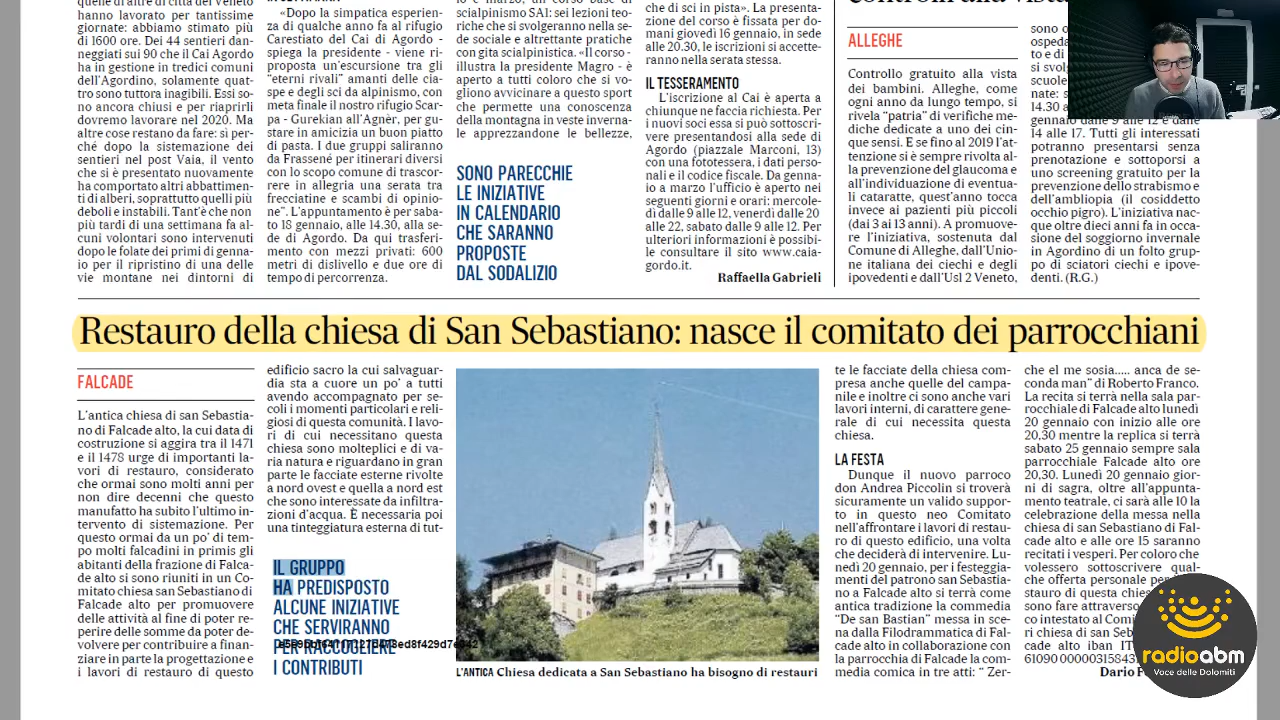 quelle di altre di città del Veneto
hanno lavorato per tantissime
giornate: abbiamo stimato più
di 1600 ore. Dei 44 sentieri dan-
neggiati sui 90 che il Cai Agordo
ha in gestione in tredici comuni
dell'Agordino, solamente quat-
tro sono tuttora inagibili. Essi so-
no ancora chiusi e per riaprirli
dovremo lavorare nel 2020. Ma
altre cose restano da fare: sì per-
ché dopo la sistemazione dei
sentieri nel post Vaia, il vento
che si è presentato nuovamente
ha comportato altri abbattimen-
ti di alberi, soprattutto quelli più
deboli e instabili. Tant'è che non
più tardi di una settimana fa al-
cuni volontari sono intervenuti
dopo le folate dei primi di genna-
io per il ripristino di una delle
vie montane nei dintorni di
«Dopo la simpatica esperien-
za di qualche anno fa al rifugio
Carestiato del Cai di Agordo -
spiega la presidente - viene ri-
proposta un'escursione tra gli
"eterni rivali" amanti delle cia-
spe e degli sci da alpinismo, con
meta finale il nostro rifugio Scar-
pa - Gurekian all'Agnèr, per gu-
stare in amicizia un buon piatto
di pasta. I due gruppi saliranno
da Frassené per itinerari diversi
con lo scopo comune di trascor-
rere in allegria una serata tra
frecciatine e scambi di opinio-
ne". L'appuntamento è per saba-
to 18 gennaio, alle 14.30, alla se-
de di Agordo. Da qui trasferi-
mento con mezzi privati: 600
metri di dislivello e due ore di
tempo di percorrenza.
scialpinismo SA1: sei lezioni teo-
riche che si svolgeranno nella se-
de sociale e altrettante pratiche
con gita scialpinistica. «Il corso -
illustra la presidente Magro - è
aperto a tutti coloro che si vo-
gliono avvicinare a questo sport
che permette una conoscenza
della montagna in veste inverna-
le apprezzandone le bellezze,
SONO PARECCHIE
LE INIZIATIVE
IN CALENDARIO
CHE SARANNO
PROPOSTE
DAL SODALIZIO
che di sci in pista». La presenta-
zione del corso è fissata per do-
mani giovedì 16 gennaio, in sede
alle 20.30, le iscrizioni si accette-
ranno nella serata stessa.
IL TESSERAMENTO
L'iscrizione al Cai è aperta a
chiunque ne faccia richiesta. Per
i nuovi soci essa si può sottoscri-
vere presentandosi alla sede di
Agordo (piazzale Marconi, 13)
con una fototessera, i dati perso-
nali e il codice fiscale. Da genna-
io a marzo l'ufficio è aperto nei
seguenti giorni e orari: mercole-
dì dalle 9 alle 12, venerdì dalle 20
alle 22, sabato dalle 9 alle 12. Per
ulteriori informazioni è possibi-
le consultare il sito www.caia-
gordo.it.
Raffaella Gabrieli
ALLEGHE
Controllo gratuito alla vista
dei bambini. Alleghe, come
ogni anno da lungo tempo, si
rivela "patria" di verifiche me-
diche dedicate a uno dei cin-
que sensi. E se fino al 2019 l'at-
tenzione si è sempre rivolta al-
la prevenzione del glaucoma e
all'individuazione di eventua-
li cataratte, quest'anno tocca
invece ai pazienti più piccoli
(dai 3 ai 13 anni). A promuove-
re l'iniziativa, sostenuta dal
Comune di Alleghe, dall'Unio-
ne italiana dei ciechi e degli
ipovedenti e dall'Usl 2 Veneto,
sono
ospeda
to e di
si svol
scuole
nate: s
14.30 a
gennaio dalle 9 alle 12 e dalle
14 alle 17. Tutti gli interessati
potranno presentarsi senza
prenotazione e sottoporsi a
uno screening gratuito per la
prevenzione dello strabismo e
dell'ambliopia (il cosiddetto
occhio pigro). L'iniziativa nac-
que oltre dieci anni fa in occa-
sione del soggiorno invernale
in Agordino di un folto grup-
po di sciatori ciechi e ipove-
denti. (R.G.)
Restauro della chiesa di San Sebastiano: nasce il comitato dei parrocchiani
FALCADE
L'antica chiesa di san Sebastia-
no di Falcade alto, la cui data di
costruzione si aggira tra il 1471
e il 1478 urge di importanti la-
vori di restauro, considerato
che ormai sono molti anni per
non dire decenni che questo
manufatto ha subito l'ultimo in-
tervento di sistemazione. Per
questo ormai da un po' di tem-
po molti falcadini in primis gli
abitanti della frazione di Falca-
de alto si sono riuniti in un Co-
mitato chiesa san Sebastiano di
Falcade alto per promuovere
delle attività al fine di poter re-
perire delle somme da poter de-
volvere per contribuire a finan-
ziare in parte la progettazione e
i lavori di restauro di questo
edificio sacro la cui salvaguar-
dia sta a cuore un po' a tutti
avendo accompagnato per se-
coli i momenti particolari e reli-
giosi di questa comunità. I lavo-
ri di cui necessitano questa
chiesa sono molteplici e di va-
ria natura e riguardano in gran
parte le facciate esterne rivolte
a nord ovest e quella a nord est
che sono interessate da infiltra-
zioni d'acqua. È necessaria poi
una tinteggiatura esterna di tut-
IL GRUPPO
HA PREDISPOSTO
ALCUNE INIZIATIVE
CHE SERVIRANNO
PER RACCOGLIERE
I CONTRIBUTI
L'ANTICA Chiesa dedicata a San Sebastiano ha bisogno di restauri
te le facciate della chiesa com-
presa anche quelle del campa-
nile e inoltre ci sono anche vari
lavori interni, di carattere gene-
rale di cui necessita questa
chiesa.
LA FESTA
Dunque il nuovo parroco
don Andrea Piccolin si troverà
sicuramente un valido suppor-
to in questo neo Comitato
nell'affrontare i lavori di restau-
ro di questo edificio, una volta
che deciderà di intervenire. Lu-
nedì 20 gennaio, per i festeggia-
menti del patrono san Sebastia-
no a Falcade alto si terrà come
antica tradizione la commedia
"De san Bastian" messa in sce-
na dalla Filodrammatica di Fal-
cade alto in collaborazione con
la parrocchia di Falcade la com-
media comica in tre atti: " Zer-
che el me sosia..... anca de se-
conda man" di Roberto Franco.
La recita si terrà nella sala par-
rocchiale di Falcade alto lunedì
20 gennaio con inizio alle ore
20,30 mentre la replica si terrà
sabato 25 gennaio sempre sala
parrocchiale Falcade alto ore
20,30. Lunedì 20 gennaio gior-
ni di sagra, oltre all'appunta-
mento teatrale, ci sarà alle 10 la
celebrazione della messa nella
chiesa di san Sebastiano di Fal-
cade alto e alle ore 15 saranno
recitati i vesperi. Per coloro che
volessero sottoscrivere qual-
che offerta personale per
stauro di questa chies
sono fare attravers
to intestato al Comi
ri chiesa di san Seb
cade alto iban IT
61090 00000315843
Dario F
radioabm
Voce delle Dolomiti